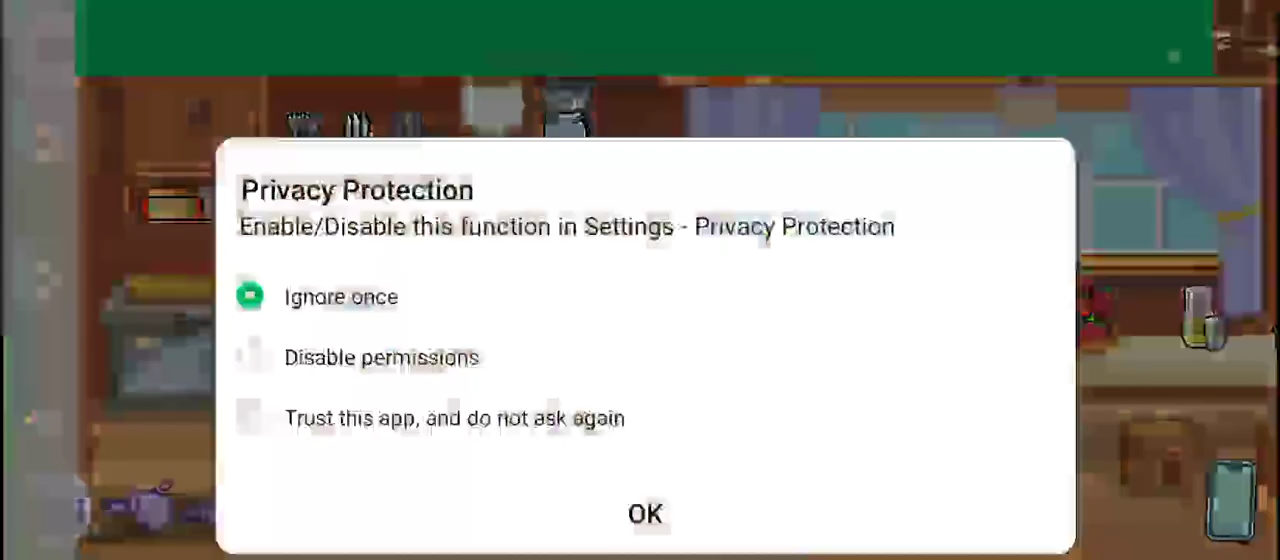 Privacy Protection
Enable/Disable this function in Settings - Privacy Protection
Ignore once
Disable permissions
Trust this app, and do not ask again
OK